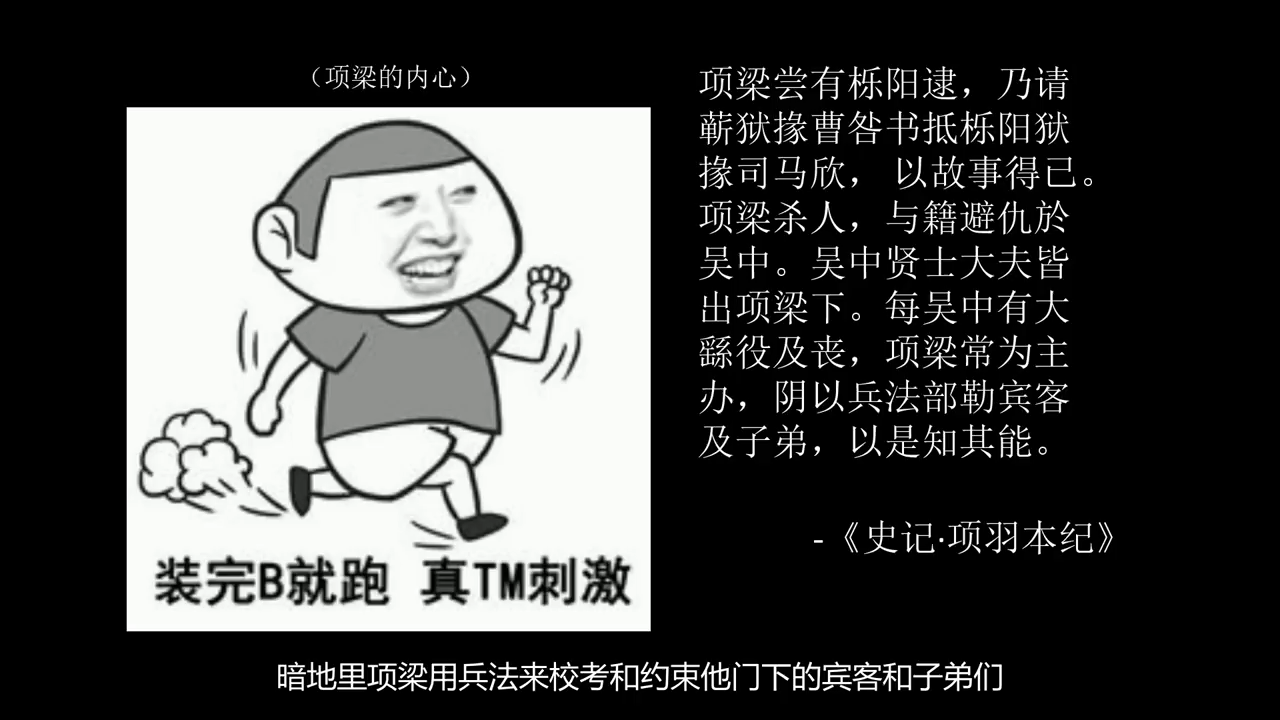 （项梁的内心）
装完B就跑 真TM刺激
项梁尝有栎阳逮，乃请
蕲狱掾曹咎书抵栎阳狱
掾司马欣， 以故事得已。
项梁杀人，与籍避仇於
吴中。吴中贤士大夫皆
出项梁下。每吴中有大
繇役及丧，项梁常为主
办，阴以兵法部勒宾客
及子弟，以是知其能。
-《史记·项羽本纪》
暗地里项梁用兵法来校考和约束他门下的宾客和子弟们